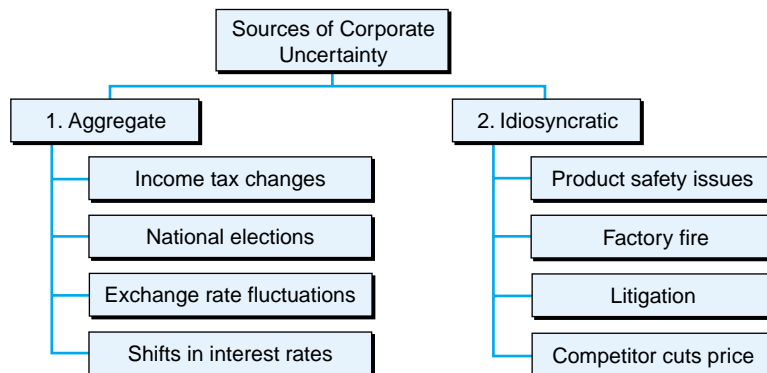 Sources of Corporate
Uncertainty
1. Aggregate
Income tax changes
National elections
Exchange rate fluctuations
Shifts in interest rates
2. Idiosyncratic
Product safety issues
Factory fire
Litigation
Competitor cuts price